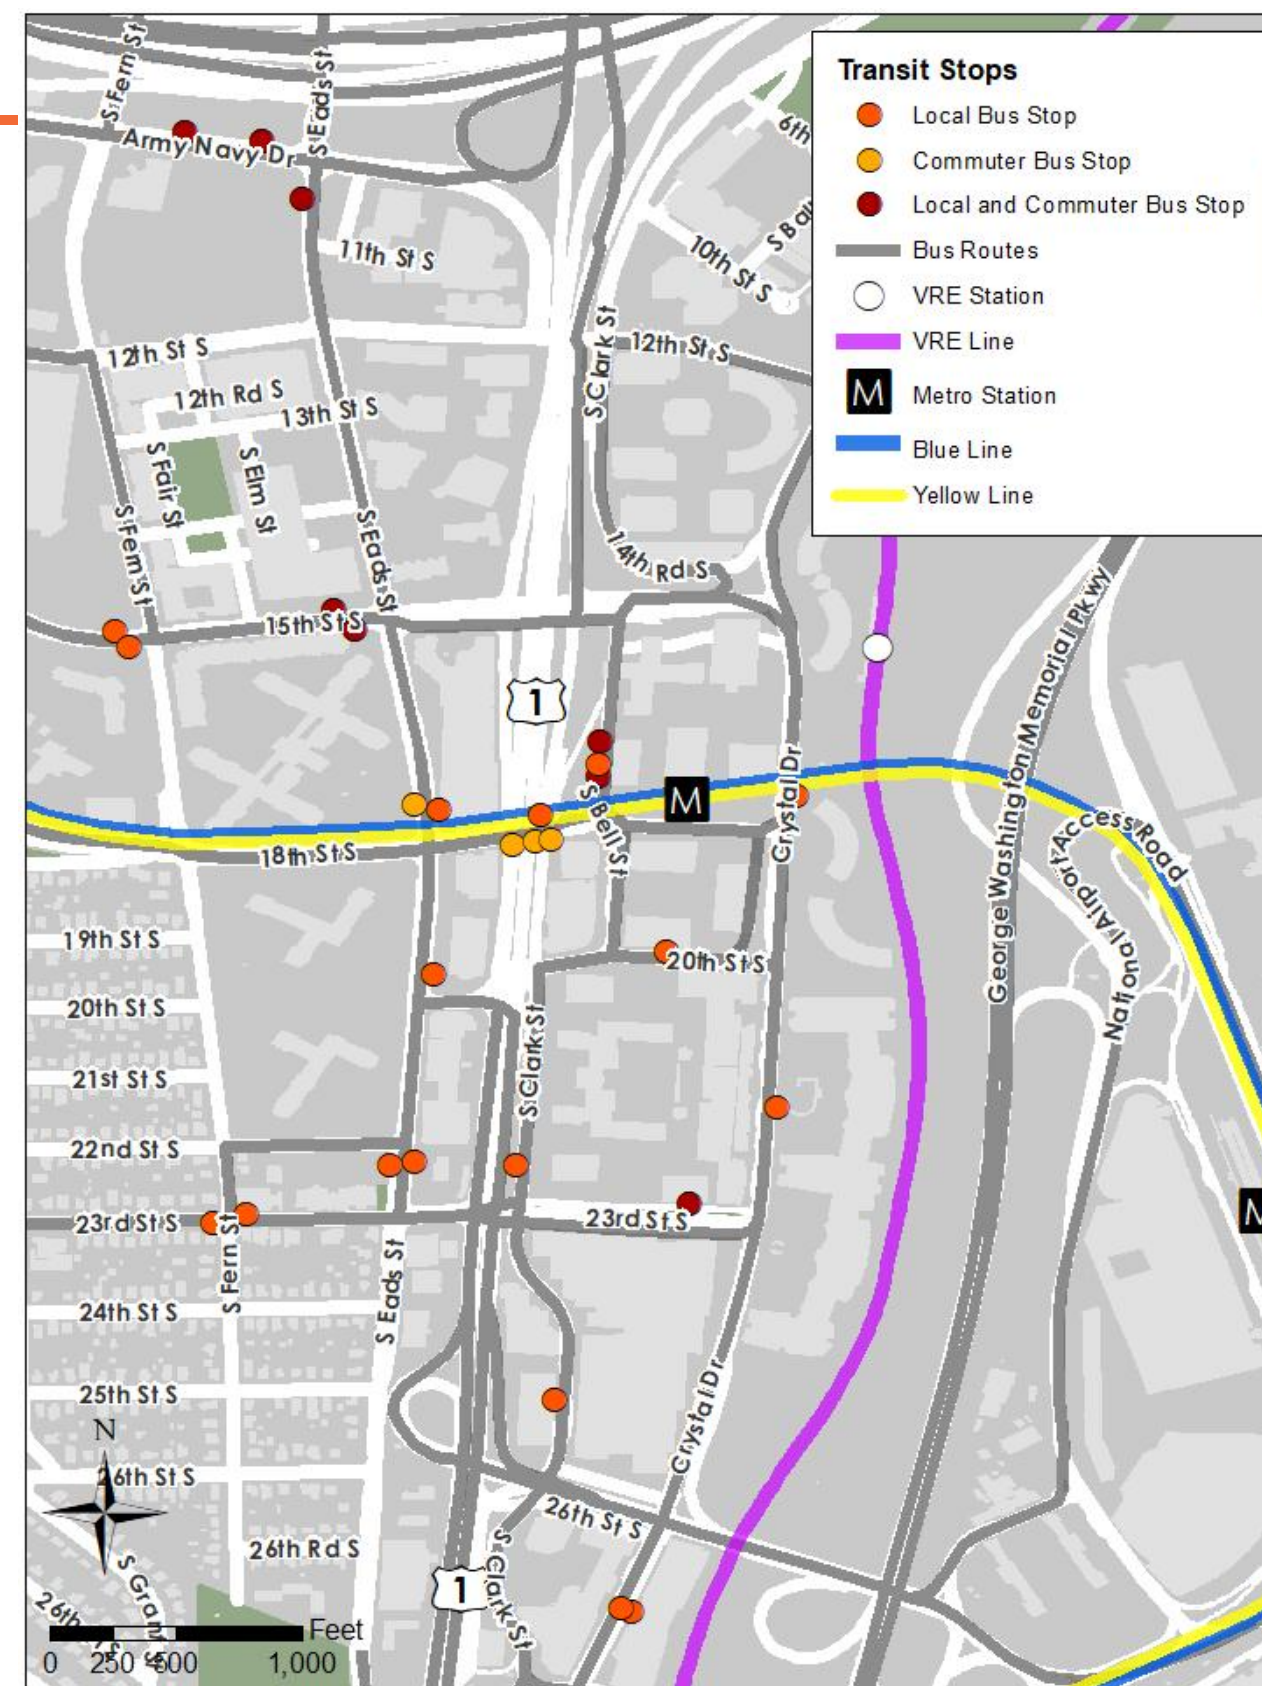 Transit Stops
Local Bus Stop
Commuter Bus Stop
Local and Commuter Bus Stop
Bus Routes
VRE Station
VRE Line
M
Metro Station
Blue Line
Yellow Line
S Fern St
S Eads St
Army Navy Dr
6th
S Ball
10th St S
11th St S
S Clark St
12th St S
12th St S
12th Rd S
13th St S
S Fair St
S Elm St
S Fern St
S Eads St
14th Rd S
15th St S
1
George Washington Memorial Pkwy
M
Crystal Dr
S Bell St
18th St S
National Airport Access Road
19th St S
20th St S
20th St S
S Clark St
21st St S
22nd St S
M
23rd St S
23rd St S
S Fern St
S Eads St
24th St S
25th St S
Crystal Dr
N
26th St S
26th St S
26th Rd S
1
S Clark St
S Grant S
26th
Feet
0 250 500 1,000